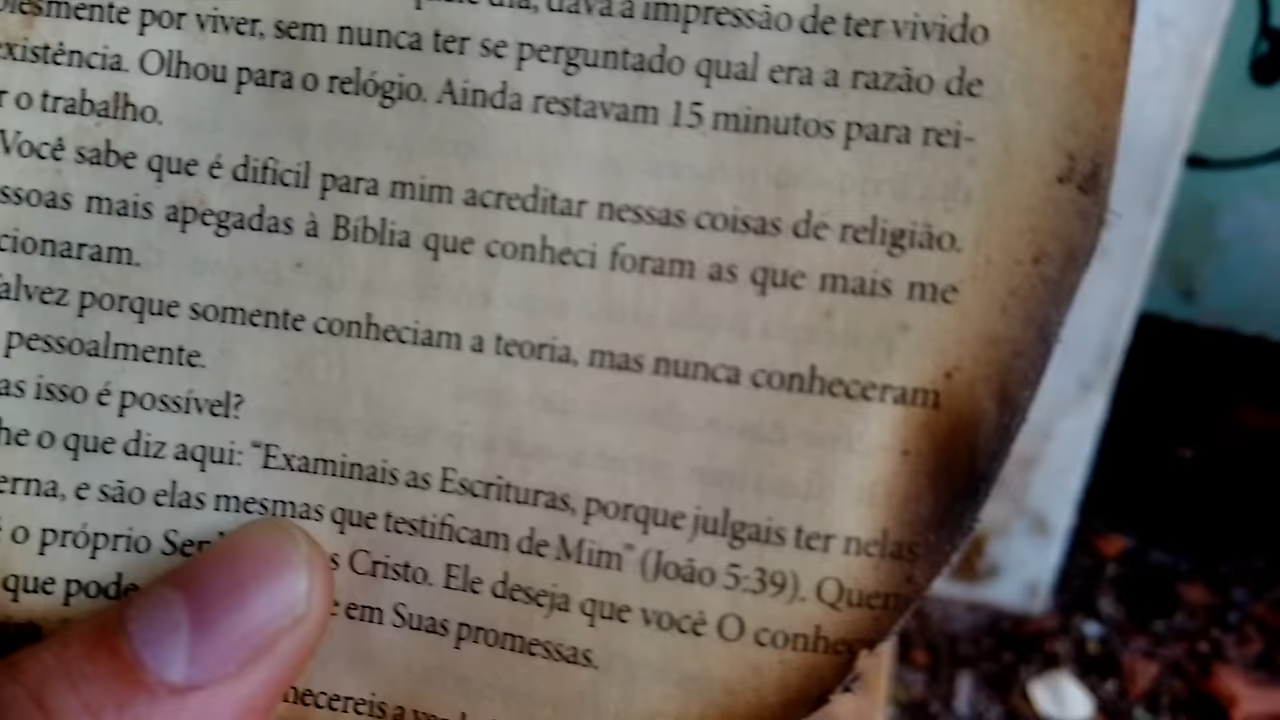 dava a impressão de ter vivido
por viver, sem nunca ter se perguntado qual era a razão de
existência. Olhou para o relógio. Ainda restavam 15 minutos para rei-
o trabalho.
Você sabe que é difícil para mim acreditar nessas coisas de religião.
ssoas mais apegadas à Bíblia que conheci foram as que mais me
cionaram.
alvez porque somente conheciam a teoria, mas nunca conheceram
pessoalmente.
as isso é possível?
he o que diz aqui: “Examinais as Escrituras, porque julgais ter nelas
erna, e são elas mesmas que testificam de Mim” (João 5:39). Quem
o próprio Cristo. Ele deseja que você O
que pode em Suas promessas.